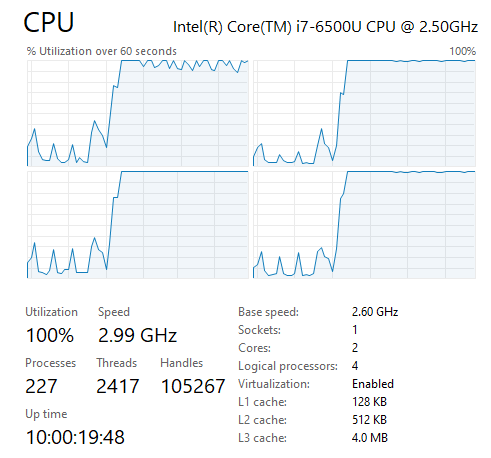 CPU
Intel(R) Core(TM) i7-6500U CPU @ 2.50GHz
% Utilization over 60 seconds
100%
Utilization Speed
100% 2.99 GHz
Processes Threads Handles
227 2417 105267
Up time
10:00:19:48
Base speed: 2.60 GHz
Sockets: 1
Cores: 2
Logical processors: 4
Virtualization: Enabled
L1 cache: 128 KB
L2 cache: 512 KB
L3 cache: 4.0 MB